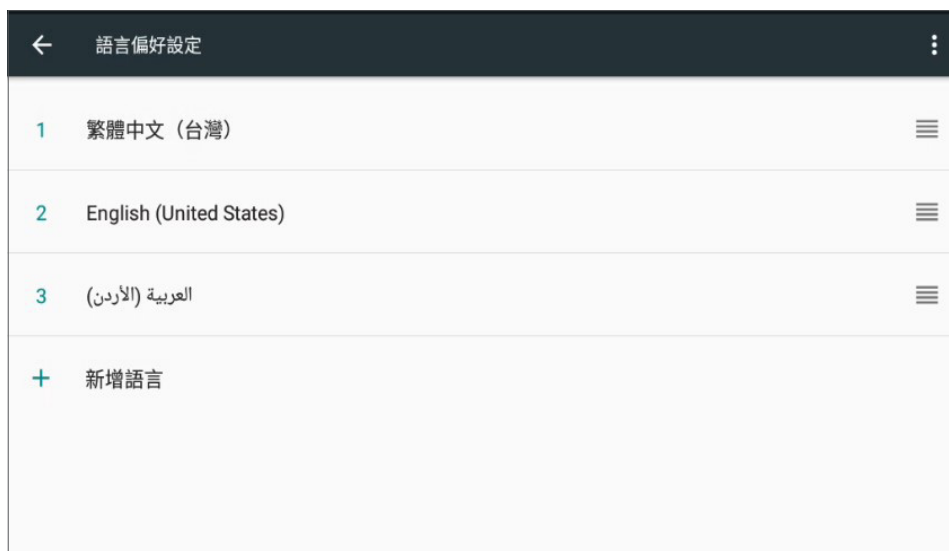 語言偏好設定
1 繁體中文（台灣）
2 English (United States)
3 العربية (الأردن)
+ 新增語言